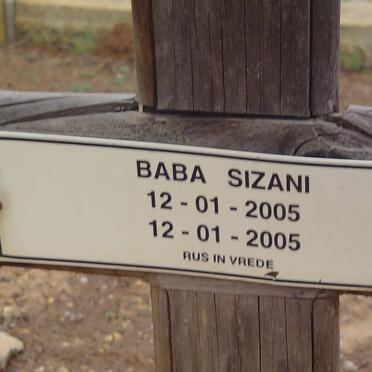 BABA SIZANI
12 - 01 - 2005
12 - 01 - 2005
RUS IN VREDE